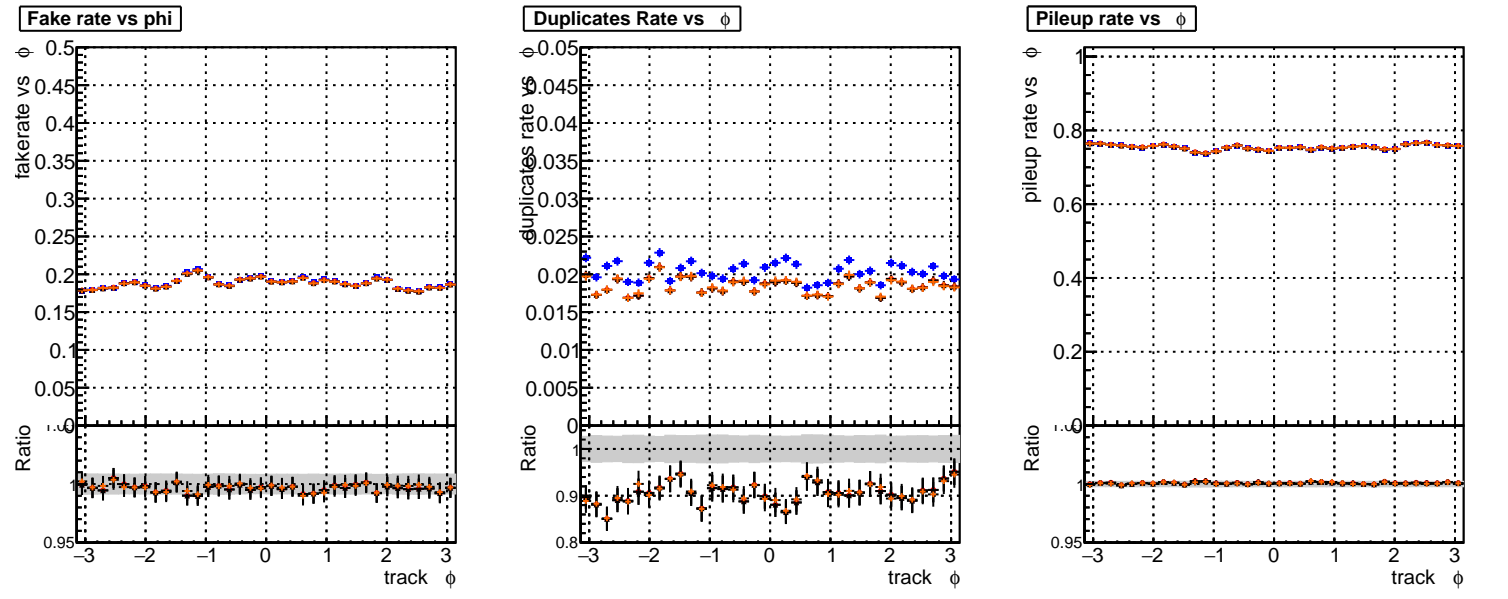 Fake rate vs phi
fakerate vs ϕ
0.5
0.45
0.4
0.35
0.3
0.25
0.2
0.15
0.1
0.05
0
Ratio
1
0.95
−3 −2 −1 0 1 2 3
track ϕ
Duplicates Rate vs ϕ
duplicates rate vs ϕ
0.05
0.045
0.04
0.035
0.03
0.025
0.02
0.015
0.01
0.005
0
Ratio
1
0.9
0.8
−3 −2 −1 0 1 2 3
track ϕ
Pileup rate vs ϕ
pileup rate vs ϕ
1
0.8
0.6
0.4
0.2
0
Ratio
1
0.95
−3 −2 −1 0 1 2 3
track ϕ